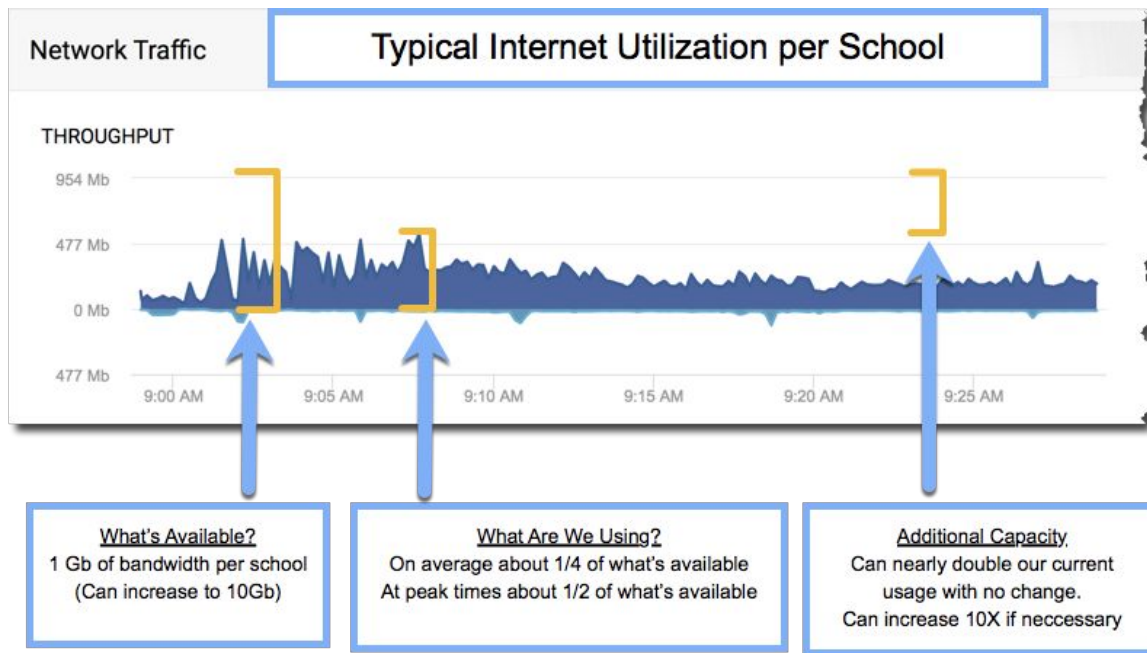 Network Traffic
Typical Internet Utilization per School
THROUGHPUT
954 Mb
477 Mb
0 Mb
477 Mb
9:00 AM
9:05 AM
9:10 AM
9:15 AM
9:20 AM
9:25 AM
What's Available?
1 Gb of bandwidth per school
(Can increase to 10Gb)
What Are We Using?
On average about 1/4 of what's available
At peak times about 1/2 of what's available
Additional Capacity
Can nearly double our current
usage with no change.
Can increase 10X if neccessary